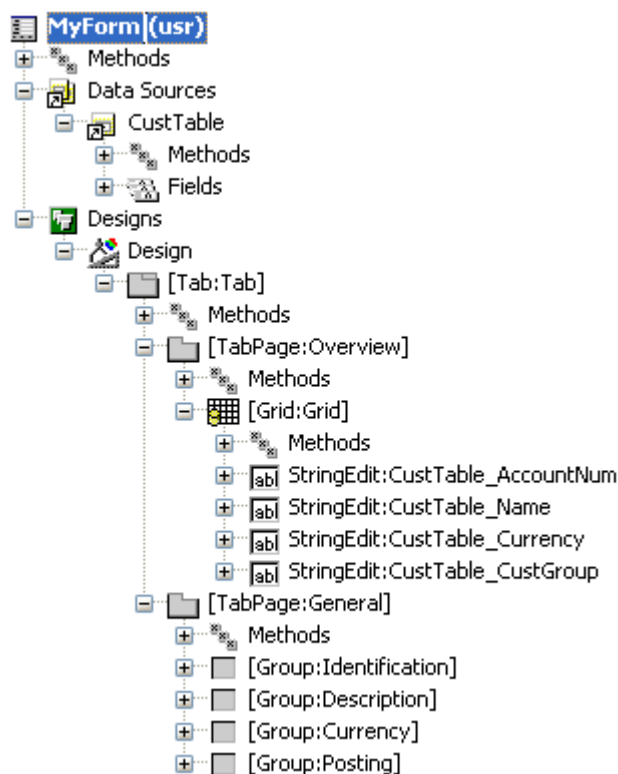 MyForm (usr)
Methods
Data Sources
CustTable
Methods
Fields
Designs
Design
[Tab:Tab]
Methods
[TabPage:Overview]
Methods
[Grid:Grid]
Methods
StringEdit:CustTable_AccountNum
StringEdit:CustTable_Name
StringEdit:CustTable_Currency
StringEdit:CustTable_CustGroup
[TabPage:General]
Methods
[Group:Identification]
[Group:Description]
[Group:Currency]
[Group:Posting]